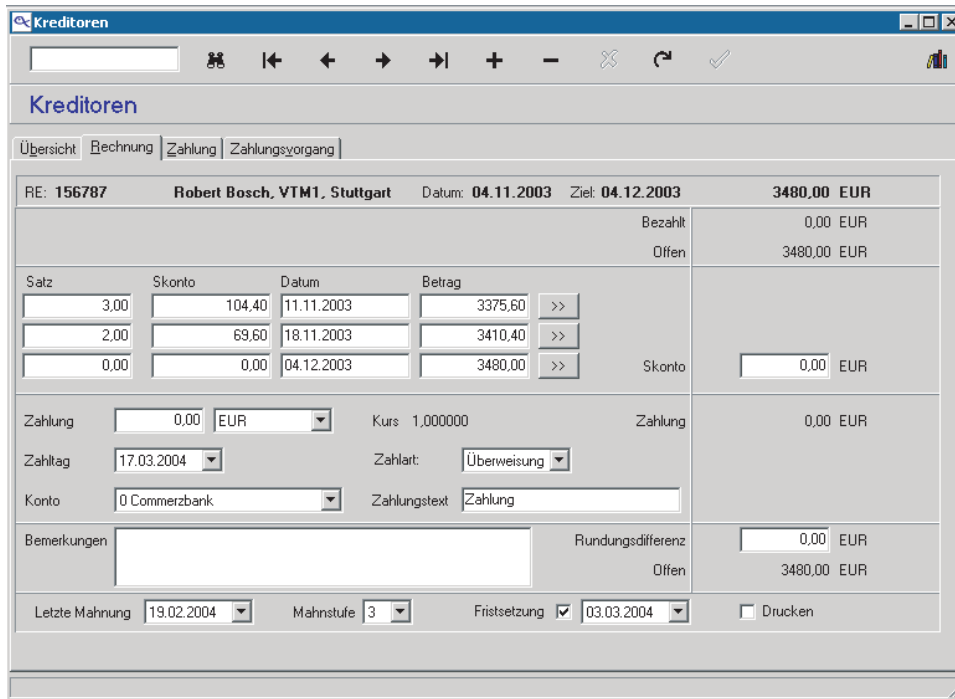 Kreditoren
Kreditoren
Übersicht Rechnung Zahlung Zahlungsvorgang
RE: 156787 Robert Bosch, VTM1, Stuttgart Datum: 04.11.2003 Ziel: 04.12.2003 3480,00 EUR
Bezahlt 0,00 EUR
Offen 3480,00 EUR
Satz Skonto Datum Betrag
3,00 104,40 11.11.2003 3375,60 >>
2,00 69,60 18.11.2003 3410,40 >>
0,00 0,00 04.12.2003 3480,00 >> Skonto 0,00 EUR
Zahlung 0,00 EUR Kurs 1,000000 Zahlung 0,00 EUR
Zahltag 17.03.2004 Zahlart: Überweisung
Konto 0 Commerzbank Zahlungstext Zahlung
Bemerkungen Rundungsdifferenz 0,00 EUR
Offen 3480,00 EUR
Letzte Mahnung 19.02.2004 Mahnstufe 3 Fristsetzung 03.03.2004 Drucken